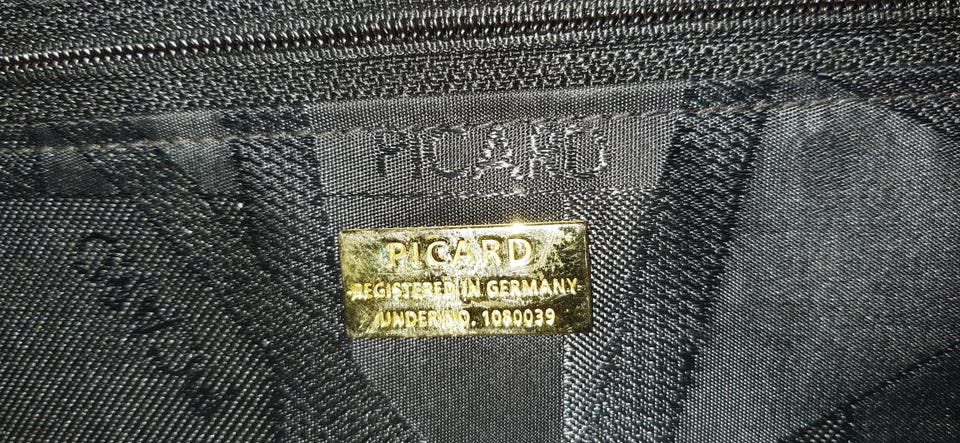 PICARD
PICARD
REGISTERED IN GERMANY
UNDER NO. 1080039